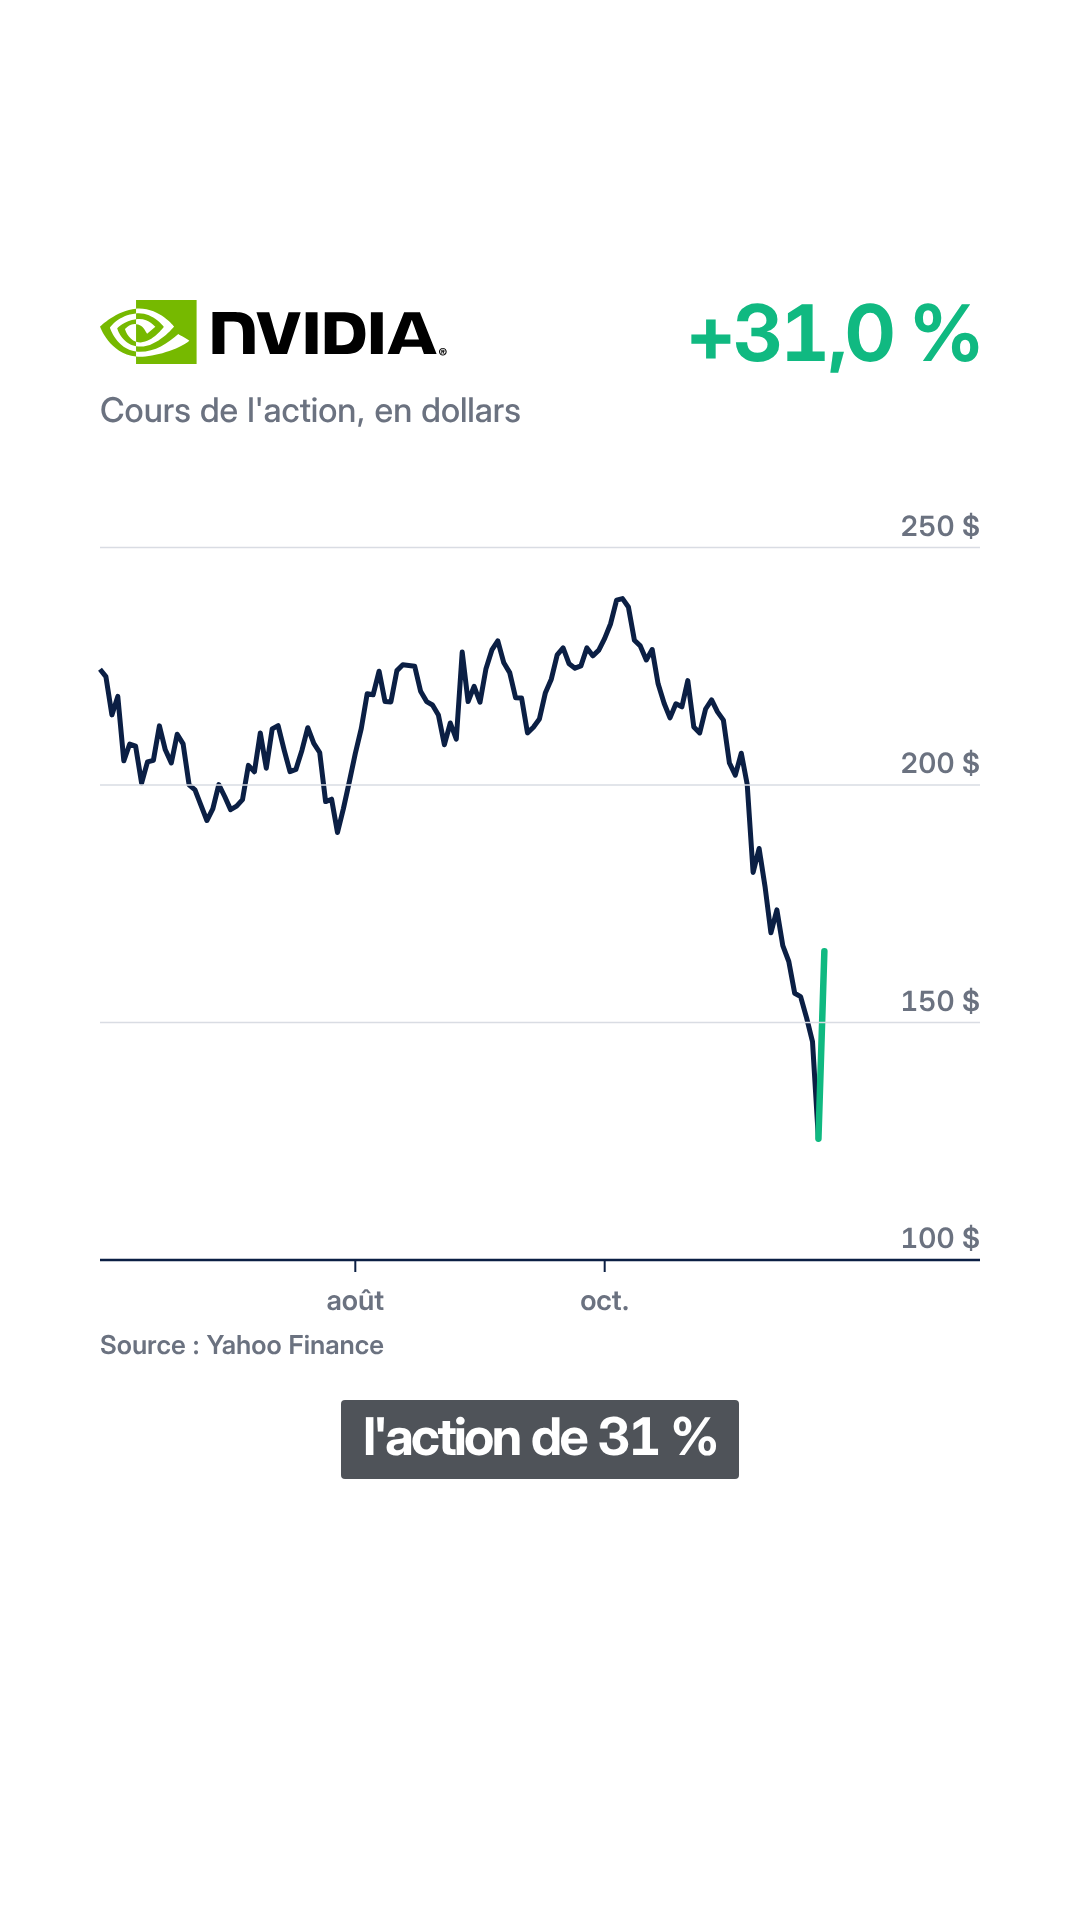 NVIDIA®
+31,0 %
Cours de l'action, en dollars
250 $
200 $
150 $
100 $
août
oct.
Source : Yahoo Finance
l'action de 31 %